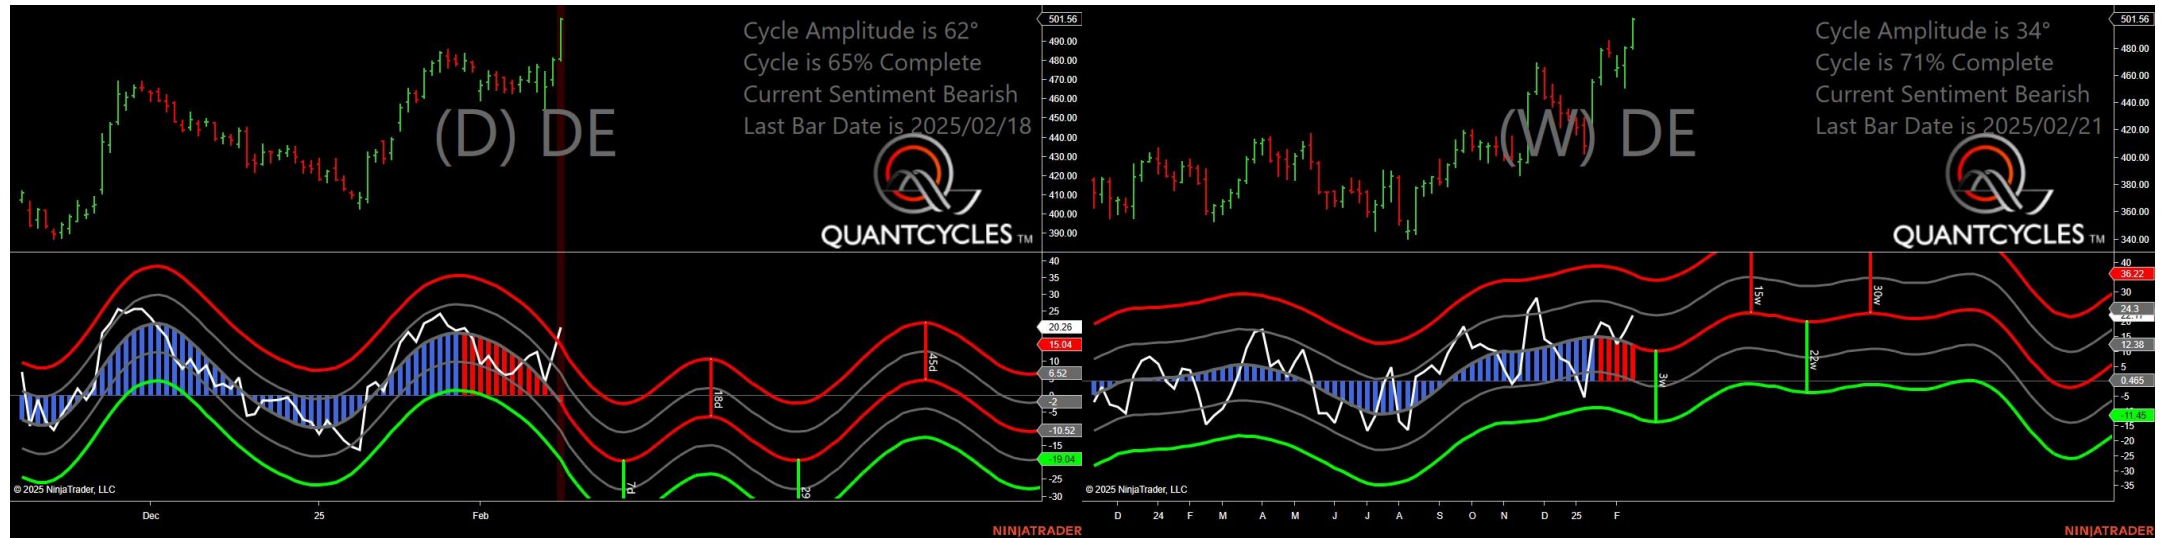 Cycle Amplitude is 62°
Cycle is 65% Complete
Current Sentiment Bearish
Last Bar Date is 2025/02/18
(D) DE
QUANTCYCLES TM
501.56
490.00
480.00
470.00
460.00
450.00
440.00
430.00
420.00
410.00
400.00
390.00
40
35
30
25
20.26
15.04
10
6.52
-2
-5
-10.52
-15
-19.04
-25
-30
7d
18d
29
45d
© 2025 NinjaTrader, LLC
Dec
25
Feb
NINJATRADER
Cycle Amplitude is 34°
Cycle is 71% Complete
Current Sentiment Bearish
Last Bar Date is 2025/02/21
(W) DE
QUANTCYCLES TM
501.56
480.00
460.00
440.00
420.00
400.00
380.00
360.00
340.00
40
36.22
30
24.3
12.38
5
0.465
-5
-11.45
-15
-20
-25
-30
-35
3w
15w
22w
30w
© 2025 NinjaTrader, LLC
D
24
F
M
A
M
J
J
A
S
O
N
D
25
F
NINJATRADER